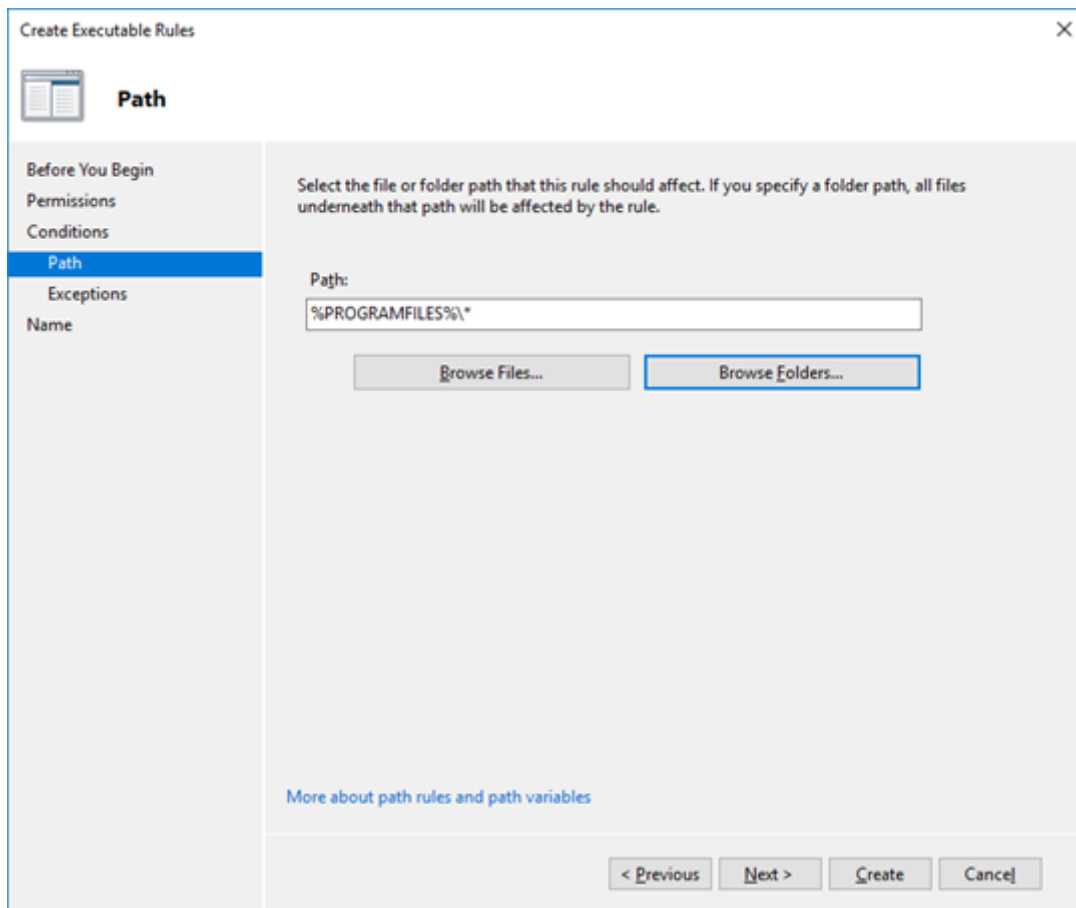 Create Executable Rules
Path
Before You Begin
Permissions
Conditions
Path
Exceptions
Name
Select the file or folder path that this rule should affect. If you specify a folder path, all files
underneath that path will be affected by the rule.
Path:
%PROGRAMFILES%\*
Browse Files...
Browse Folders...
More about path rules and path variables
< Previous
Next >
Create
Cancel